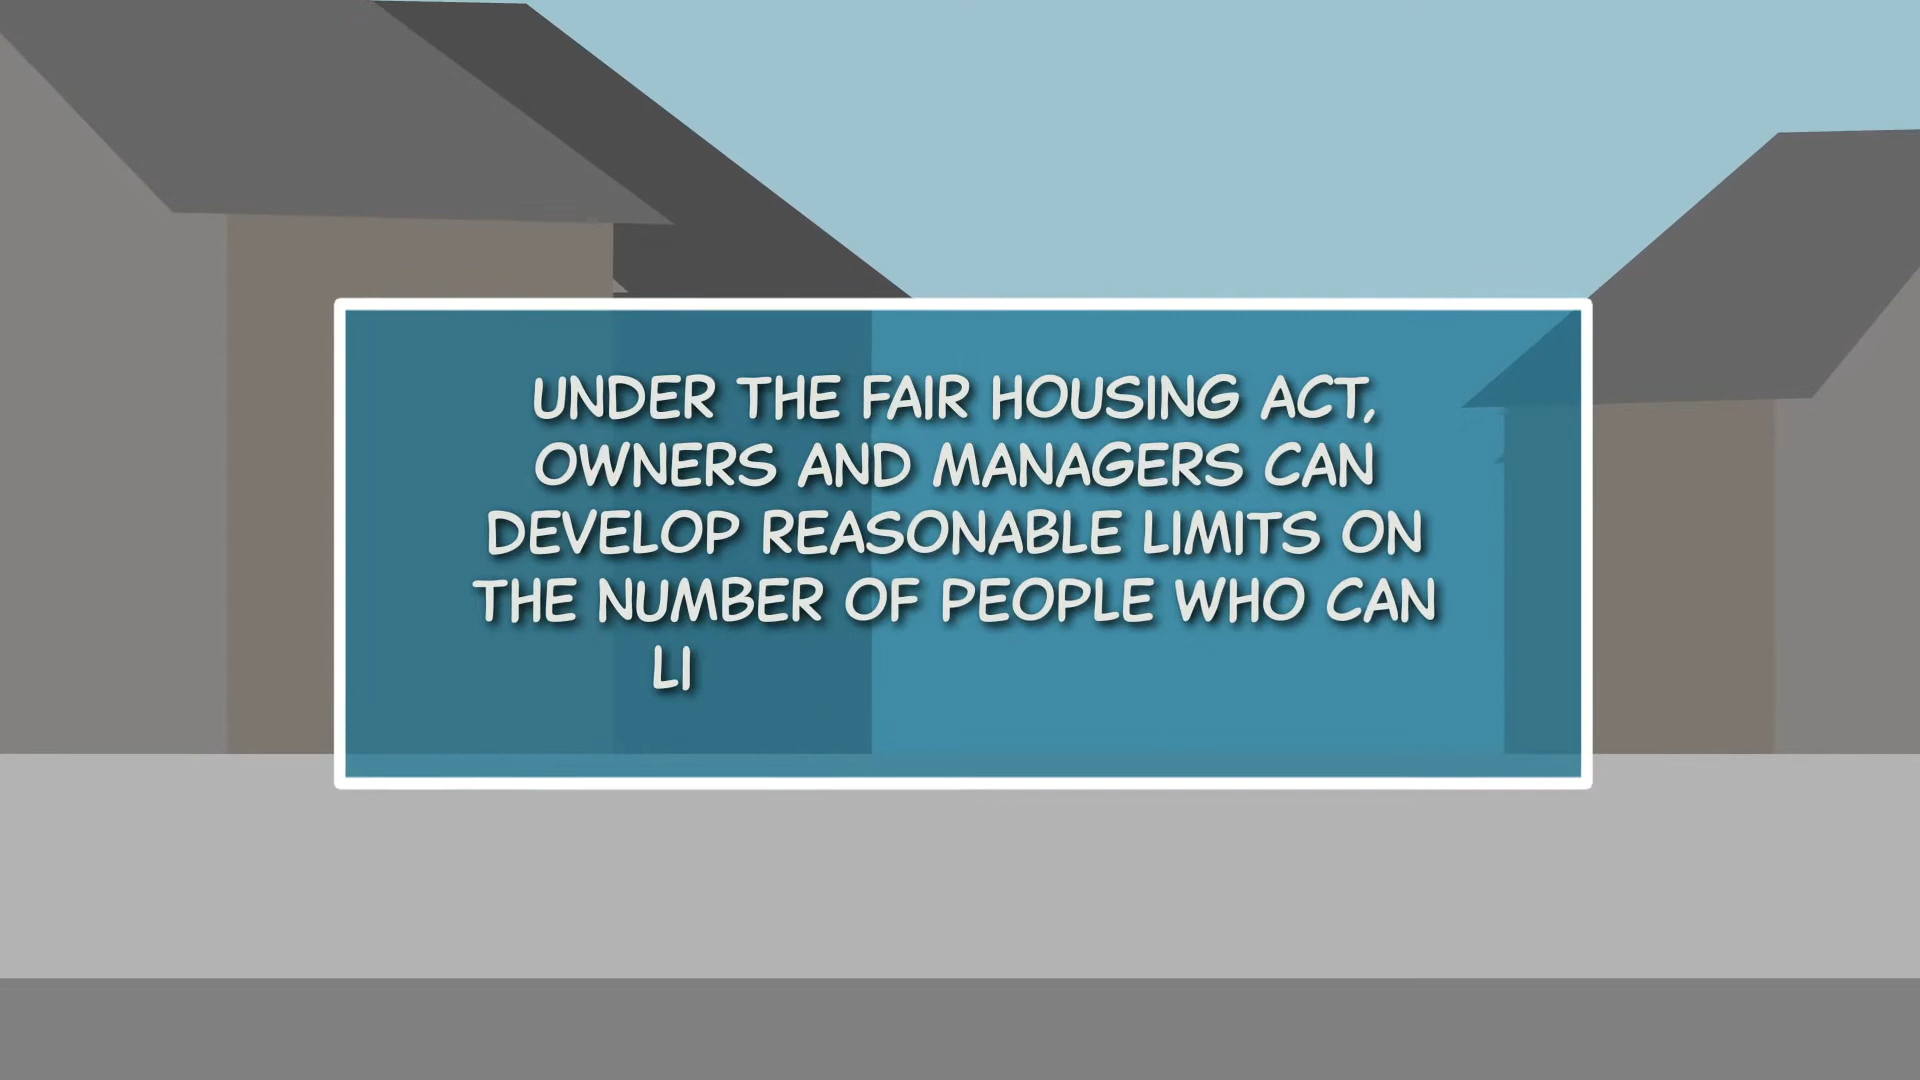 UNDER THE FAIR HOUSING ACT,
OWNERS AND MANAGERS CAN
DEVELOP REASONABLE LIMITS ON
THE NUMBER OF PEOPLE WHO CAN
LI